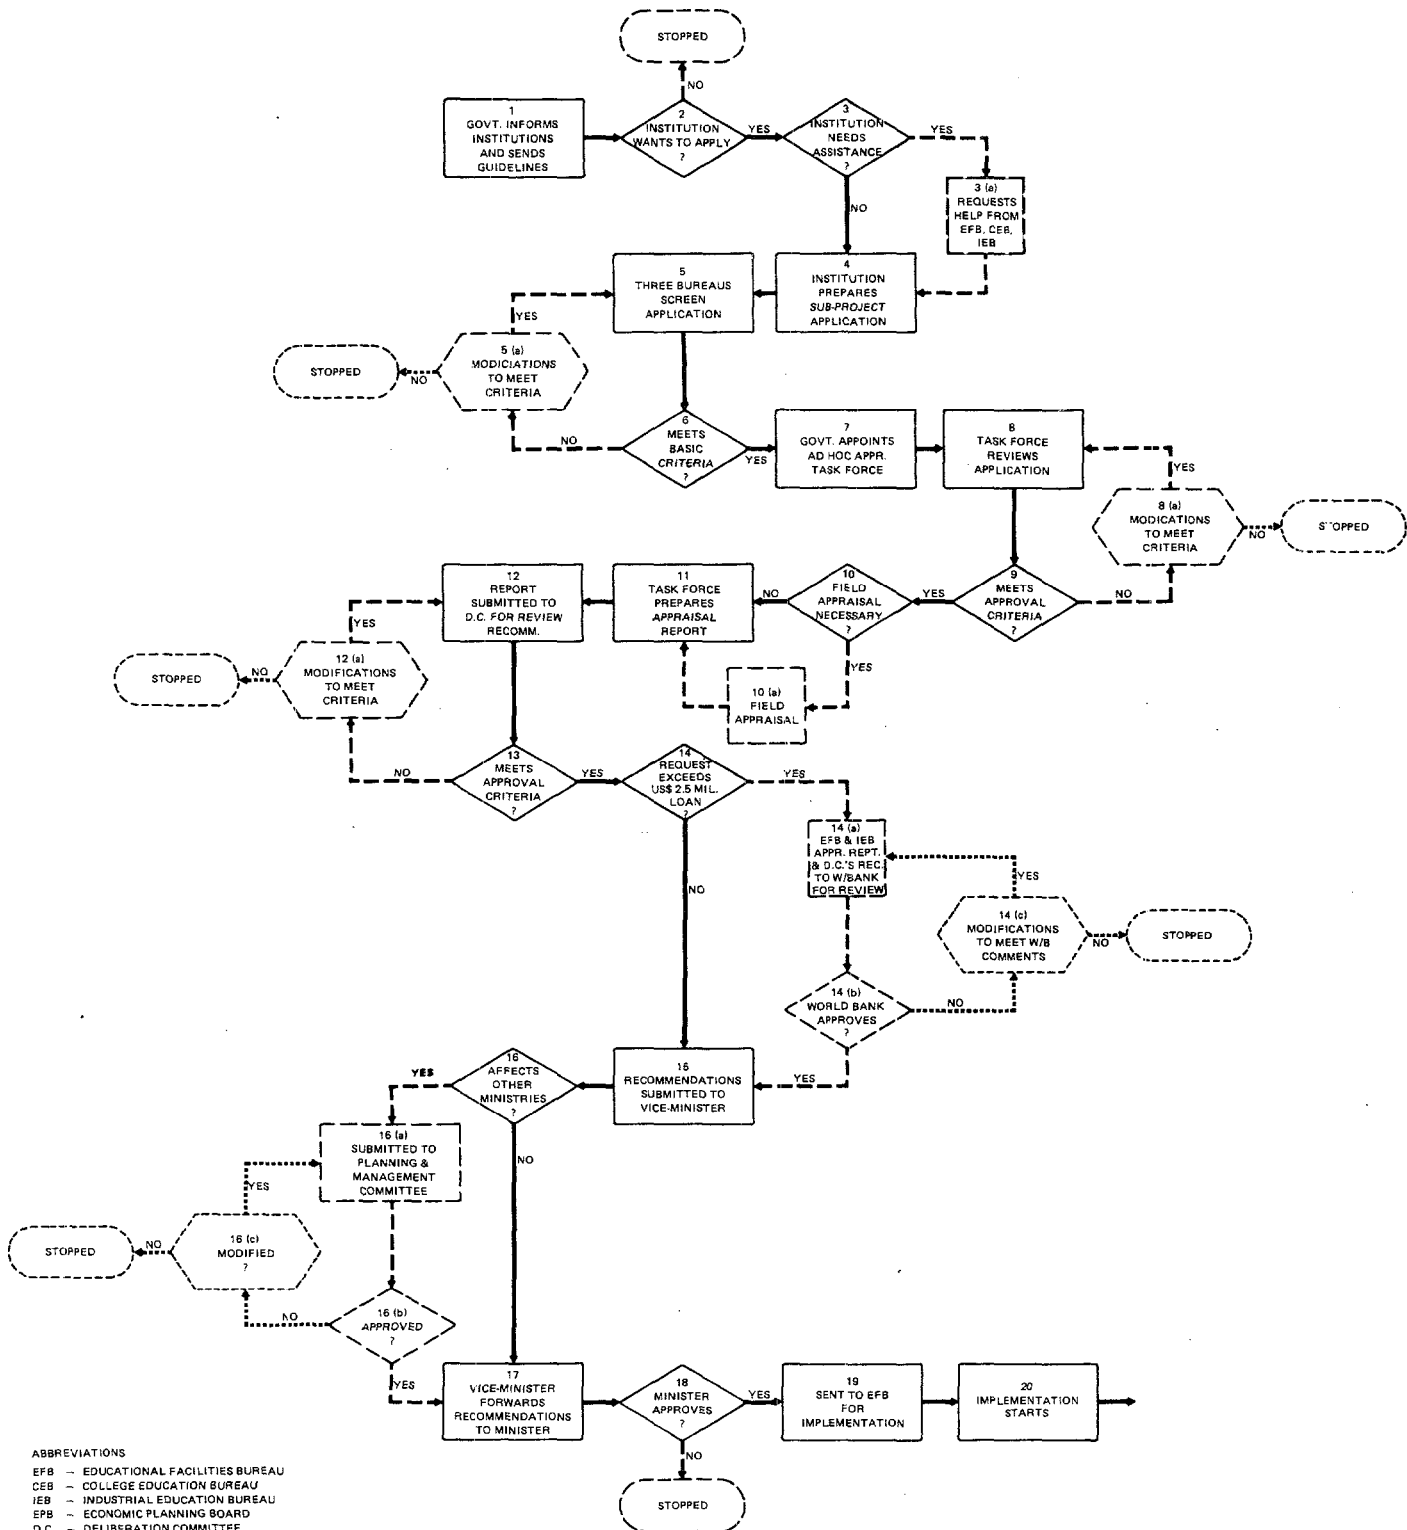 STOPPED
NO
1
GOVT. INFORMS
INSTITUTIONS
AND SENDS
GUIDELINES
2
INSTITUTION
WANTS TO APPLY
?
YES
3
INSTITUTION
NEEDS
ASSISTANCE
?
YES
NO
3 (a)
REQUESTS
HELP FROM
EFB, CEB,
IEB
5
THREE BUREAUS
SCREEN
APPLICATION
4
INSTITUTION
PREPARES
SUB-PROJECT
APPLICATION
YES
STOPPED
NO
5 (a)
MODICIATIONS
TO MEET
CRITERIA
NO
6
MEETS
BASIC
CRITERIA
?
YES
7
GOVT. APPOINTS
AD HOC APPR.
TASK FORCE
8
TASK FORCE
REVIEWS
APPLICATION
YES
8 (a)
MODICATIONS
TO MEET
CRITERIA
NO
STOPPED
12
REPORT
SUBMITTED TO
D.C. FOR REVIEW
RECOMM.
11
TASK FORCE
PREPARES
APPRAISAL
REPORT
NO
10
FIELD
APPRAISAL
NECESSARY
?
YES
9
MEETS
APPROVAL
CRITERIA
?
NO
YES
YES
STOPPED
NO
12 (a)
MODIFICATIONS
TO MEET
CRITERIA
10 (a)
FIELD
APPRAISAL
NO
13
MEETS
APPROVAL
CRITERIA
?
YES
14
REQUEST
EXCEEDS
US$ 2.5 MIL.
LOAN
?
YES
NO
14 (a)
EFB & IEB
APPR. REPT.
& D.C.'S REC.
TO W/BANK
FOR REVIEW
YES
14 (c)
MODIFICATIONS
TO MEET W/B
COMMENTS
NO
STOPPED
14 (b)
WORLD BANK
APPROVES
?
NO
YES
YES
16
AFFECTS
OTHER
MINISTRIES
?
15
RECOMMENDATIONS
SUBMITTED TO
VICE-MINISTER
NO
16 (a)
SUBMITTED TO
PLANNING &
MANAGEMENT
COMMITTEE
YES
STOPPED
NO
16 (c)
MODIFIED
?
NO
16 (b)
APPROVED
?
YES
17
VICE-MINISTER
FORWARDS
RECOMMENDATIONS
TO MINISTER
18
MINISTER
APPROVES
?
YES
19
SENT TO EFB
FOR
IMPLEMENTATION
20
IMPLEMENTATION
STARTS
NO
STOPPED
ABBREVIATIONS
EFB – EDUCATIONAL FACILITIES BUREAU
CEB – COLLEGE EDUCATION BUREAU
IEB – INDUSTRIAL EDUCATION BUREAU
EPB – ECONOMIC PLANNING BOARD
D.C. – DELIBERATION COMMITTEE